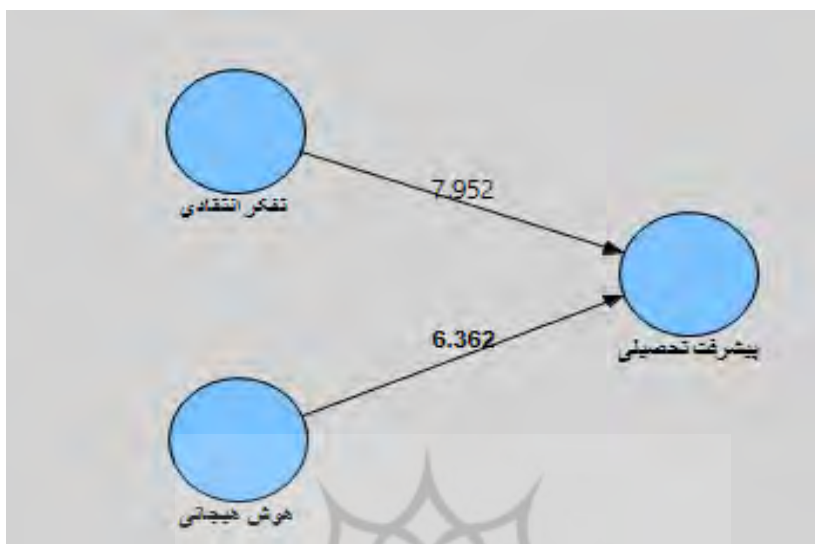 تفکر انتقادی
7.952
پیشرفت تحصیلی
6.362
هوش هیجانی